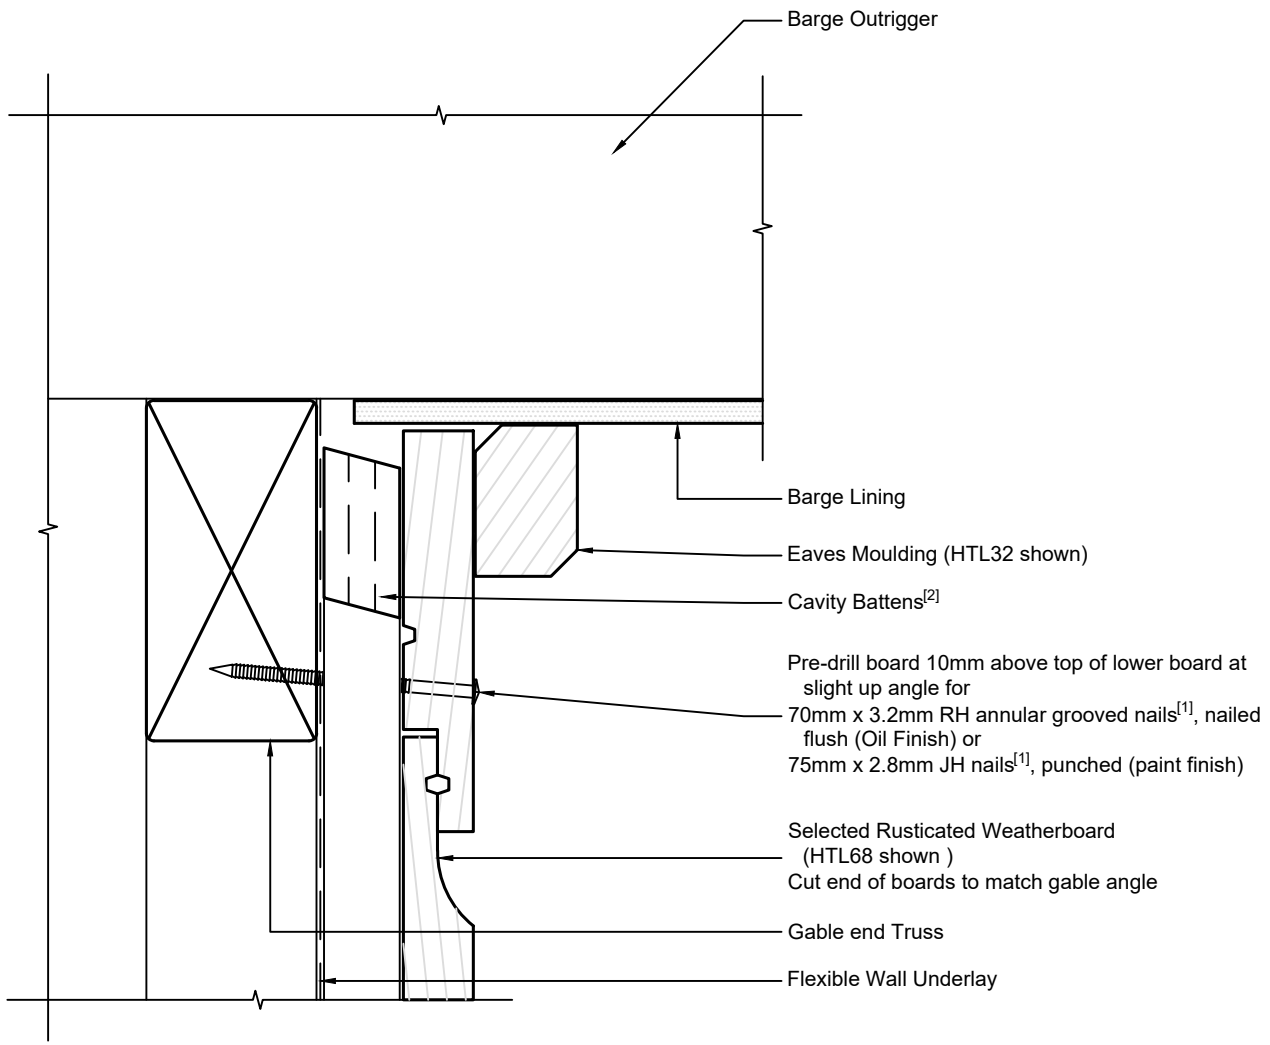 Barge Outrigger
Barge Lining
Eaves Moulding (HTL32 shown)
Cavity Battens[2]
Pre-drill board 10mm above top of lower board at
slight up angle for
70mm x 3.2mm RH annular grooved nails[1], nailed
flush (Oil Finish) or
75mm x 2.8mm JH nails[1], punched (paint finish)
Selected Rusticated Weatherboard
(HTL68 shown )
Cut end of boards to match gable angle
Gable end Truss
Flexible Wall Underlay